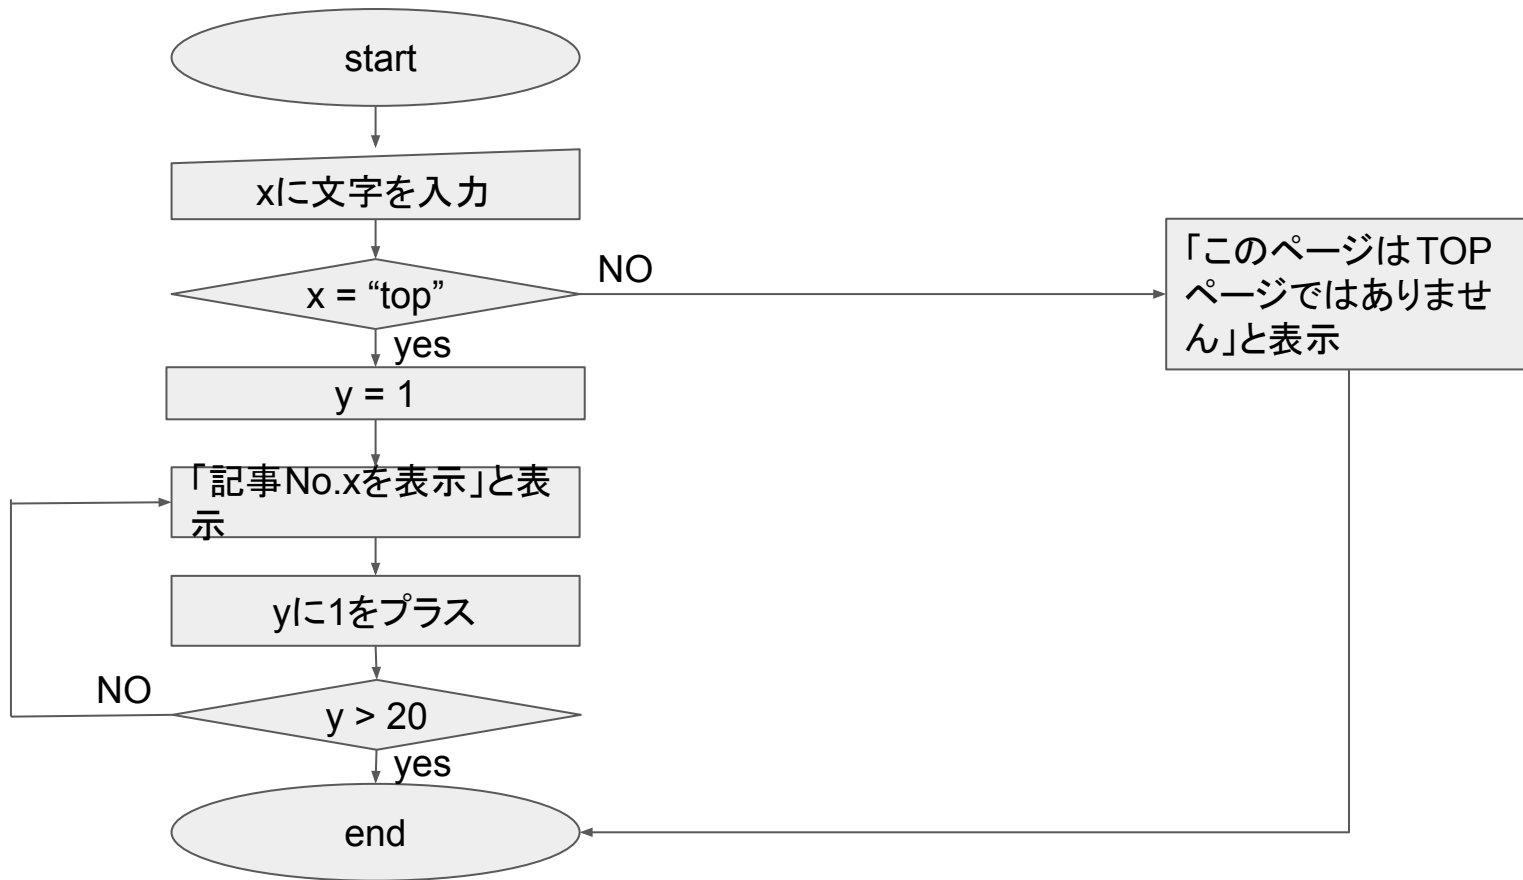 start
xに文字を入力
x = “top”
NO
「このページはTOP
ページではありませ
ん」と表示
yes
y = 1
「記事No.xを表示」と表
示
yに1をプラス
NO
y > 20
yes
end